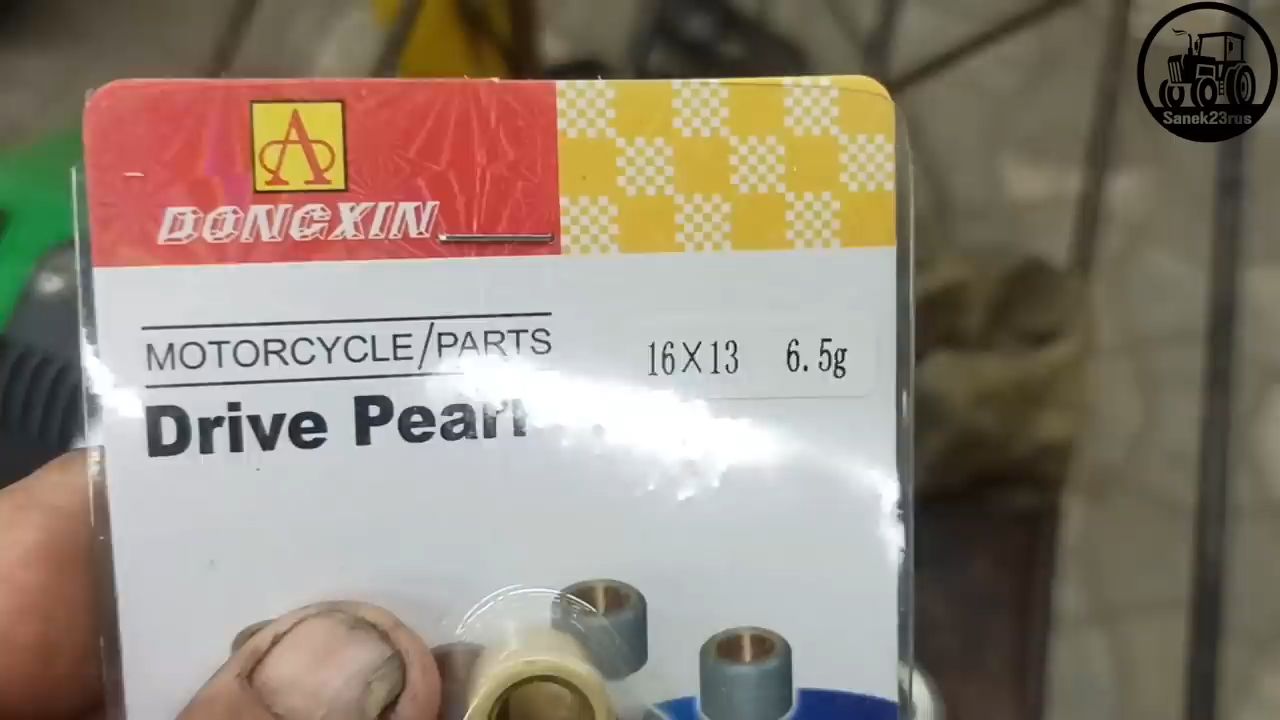 DONGXIN
MOTORCYCLE/PARTS
16X13 6.5g
Drive Pearl
Sanek23rus